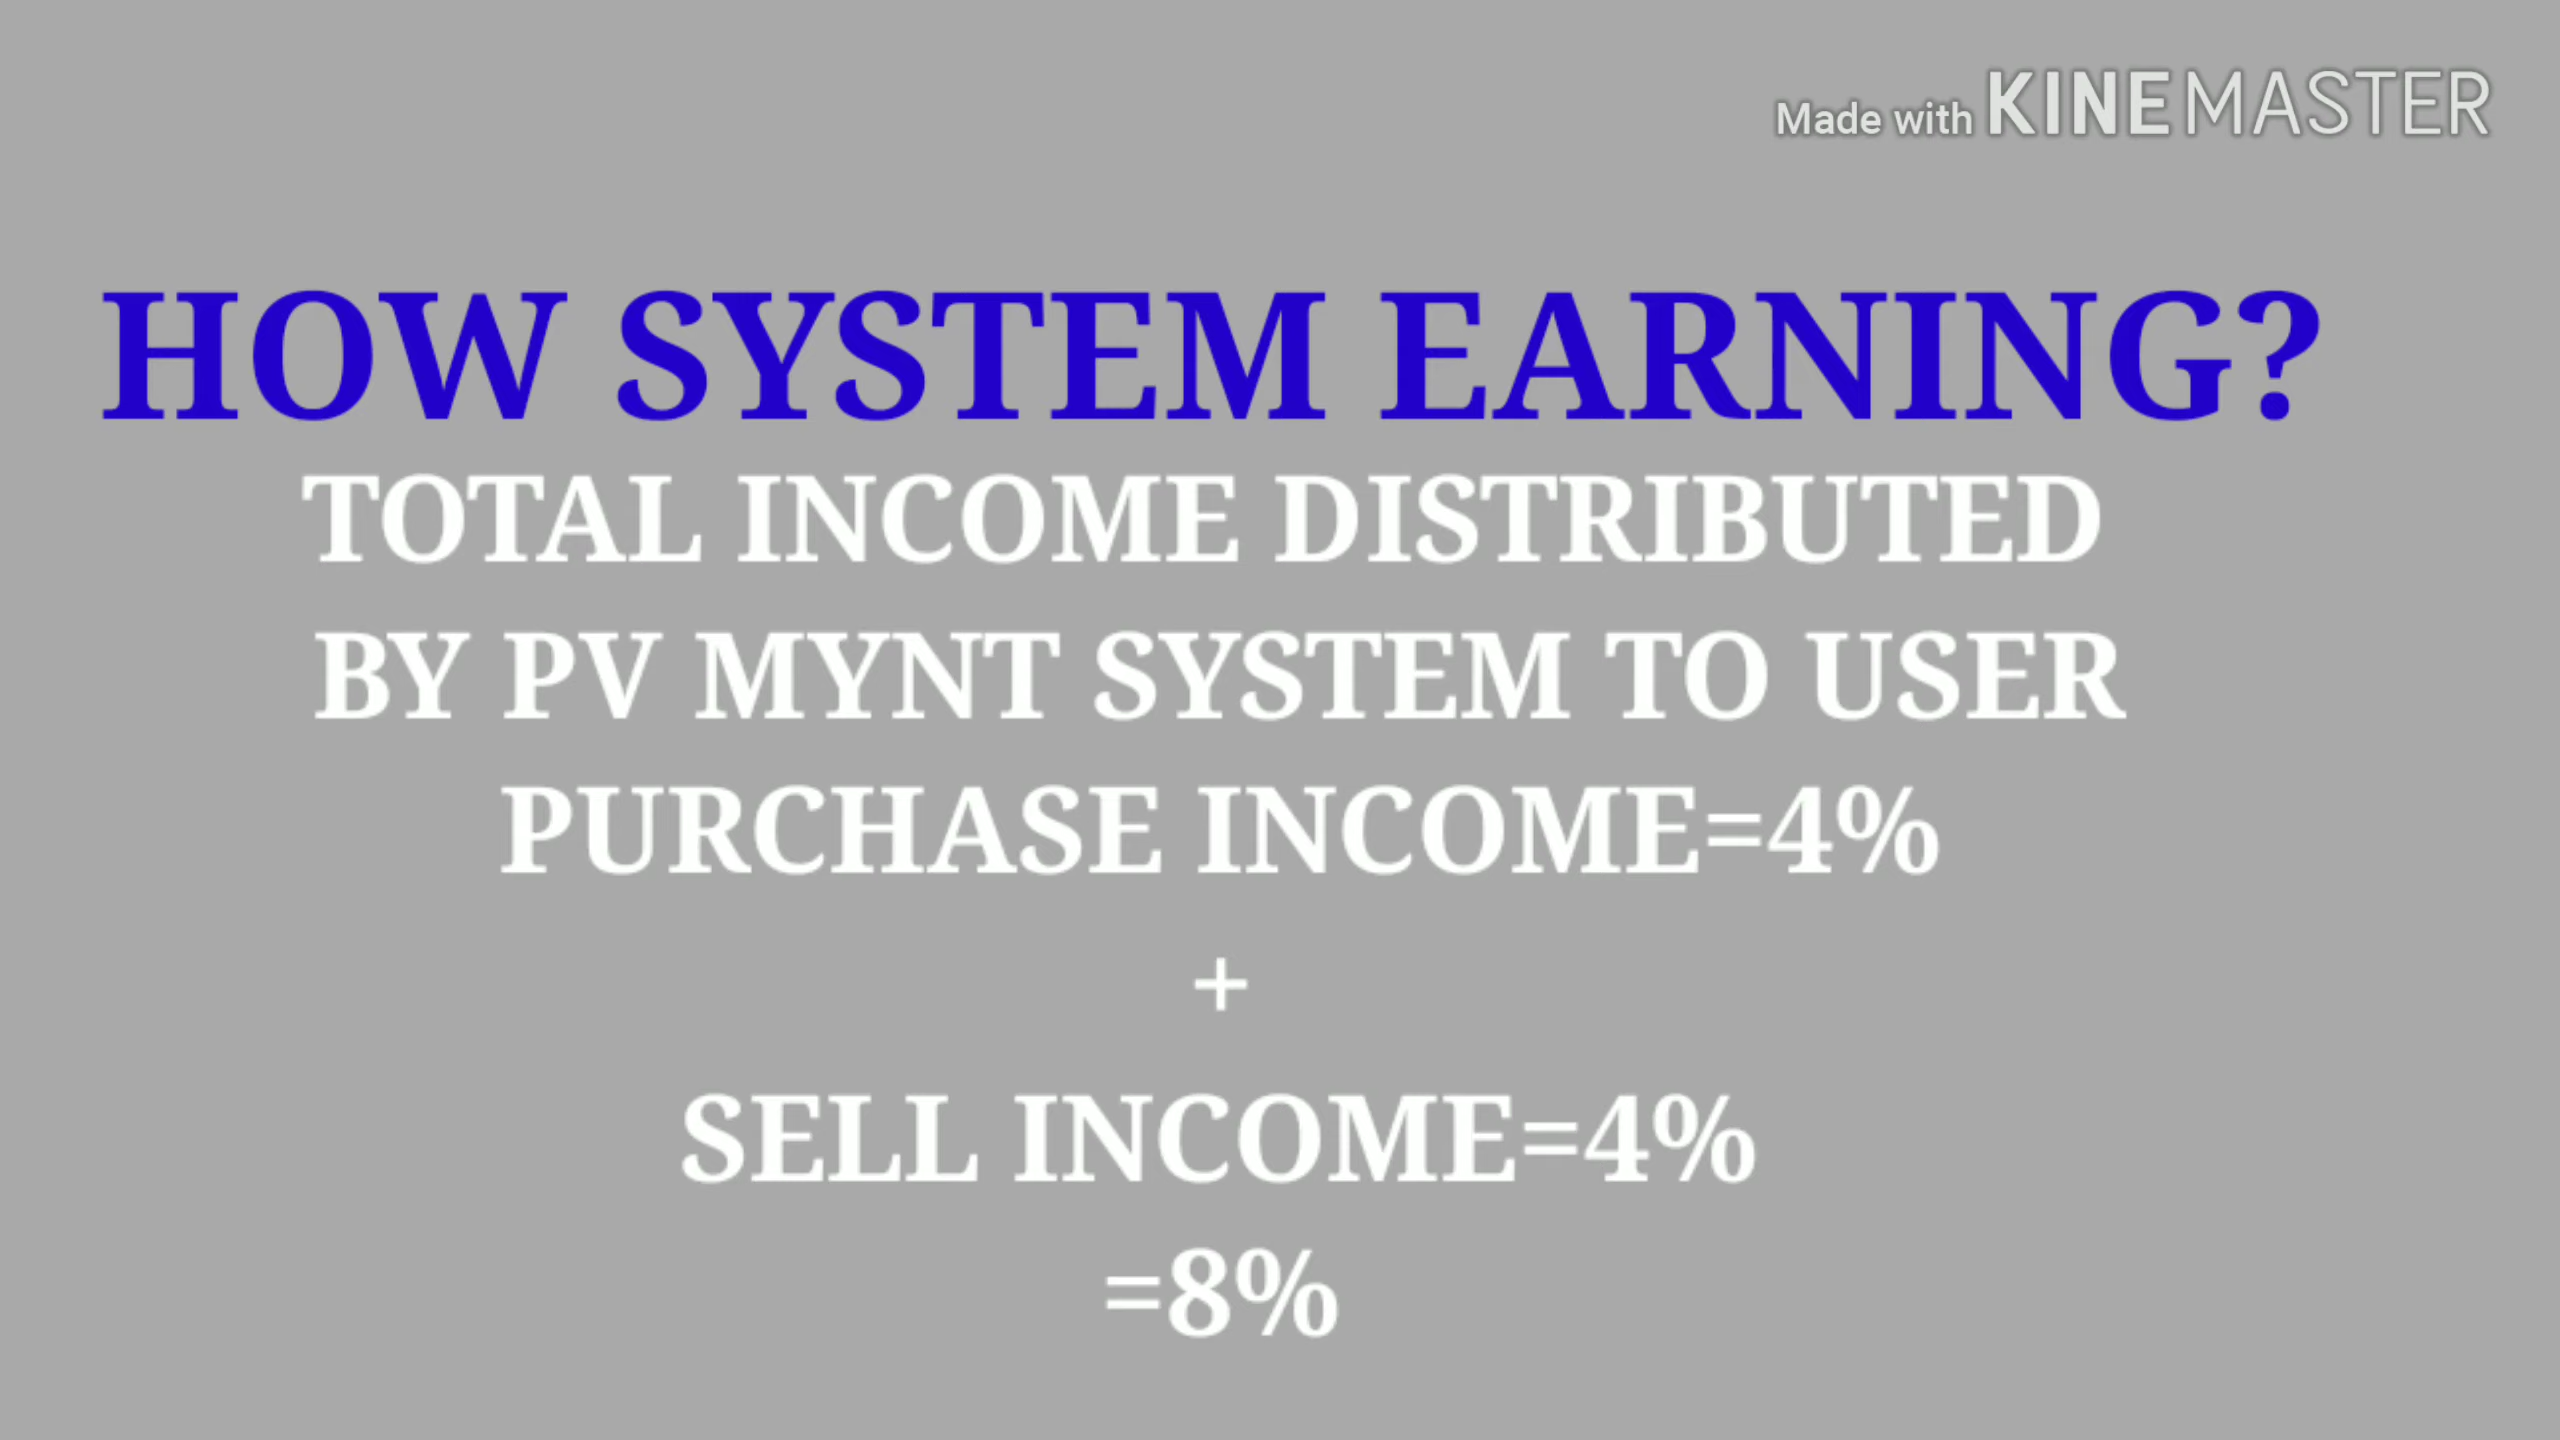 Made with KINEMASTER
HOW SYSTEM EARNING?
TOTAL INCOME DISTRIBUTED
BY PV MYNT SYSTEM TO USER
PURCHASE INCOME=4%
+
SELL INCOME=4%
=8%